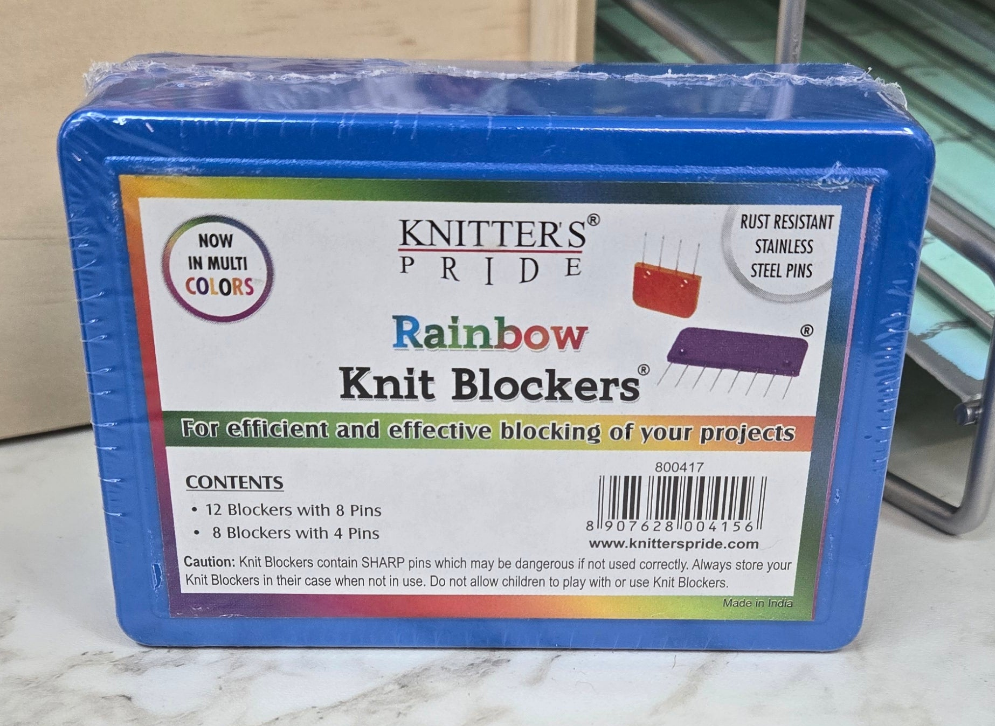 NOW
IN MULTI
COLORS
KNITTER'S®
PRIDE
RUST RESISTANT
STAINLESS
STEEL PINS
®
Rainbow
Knit Blockers®
For efficient and effective blocking of your projects
CONTENTS
• 12 Blockers with 8 Pins
• 8 Blockers with 4 Pins
800417
8 907628 004156
www.knitterspride.com
Caution: Knit Blockers contain SHARP pins which may be dangerous if not used correctly. Always store your
Knit Blockers in their case when not in use. Do not allow children to play with or use Knit Blockers.
Made in India